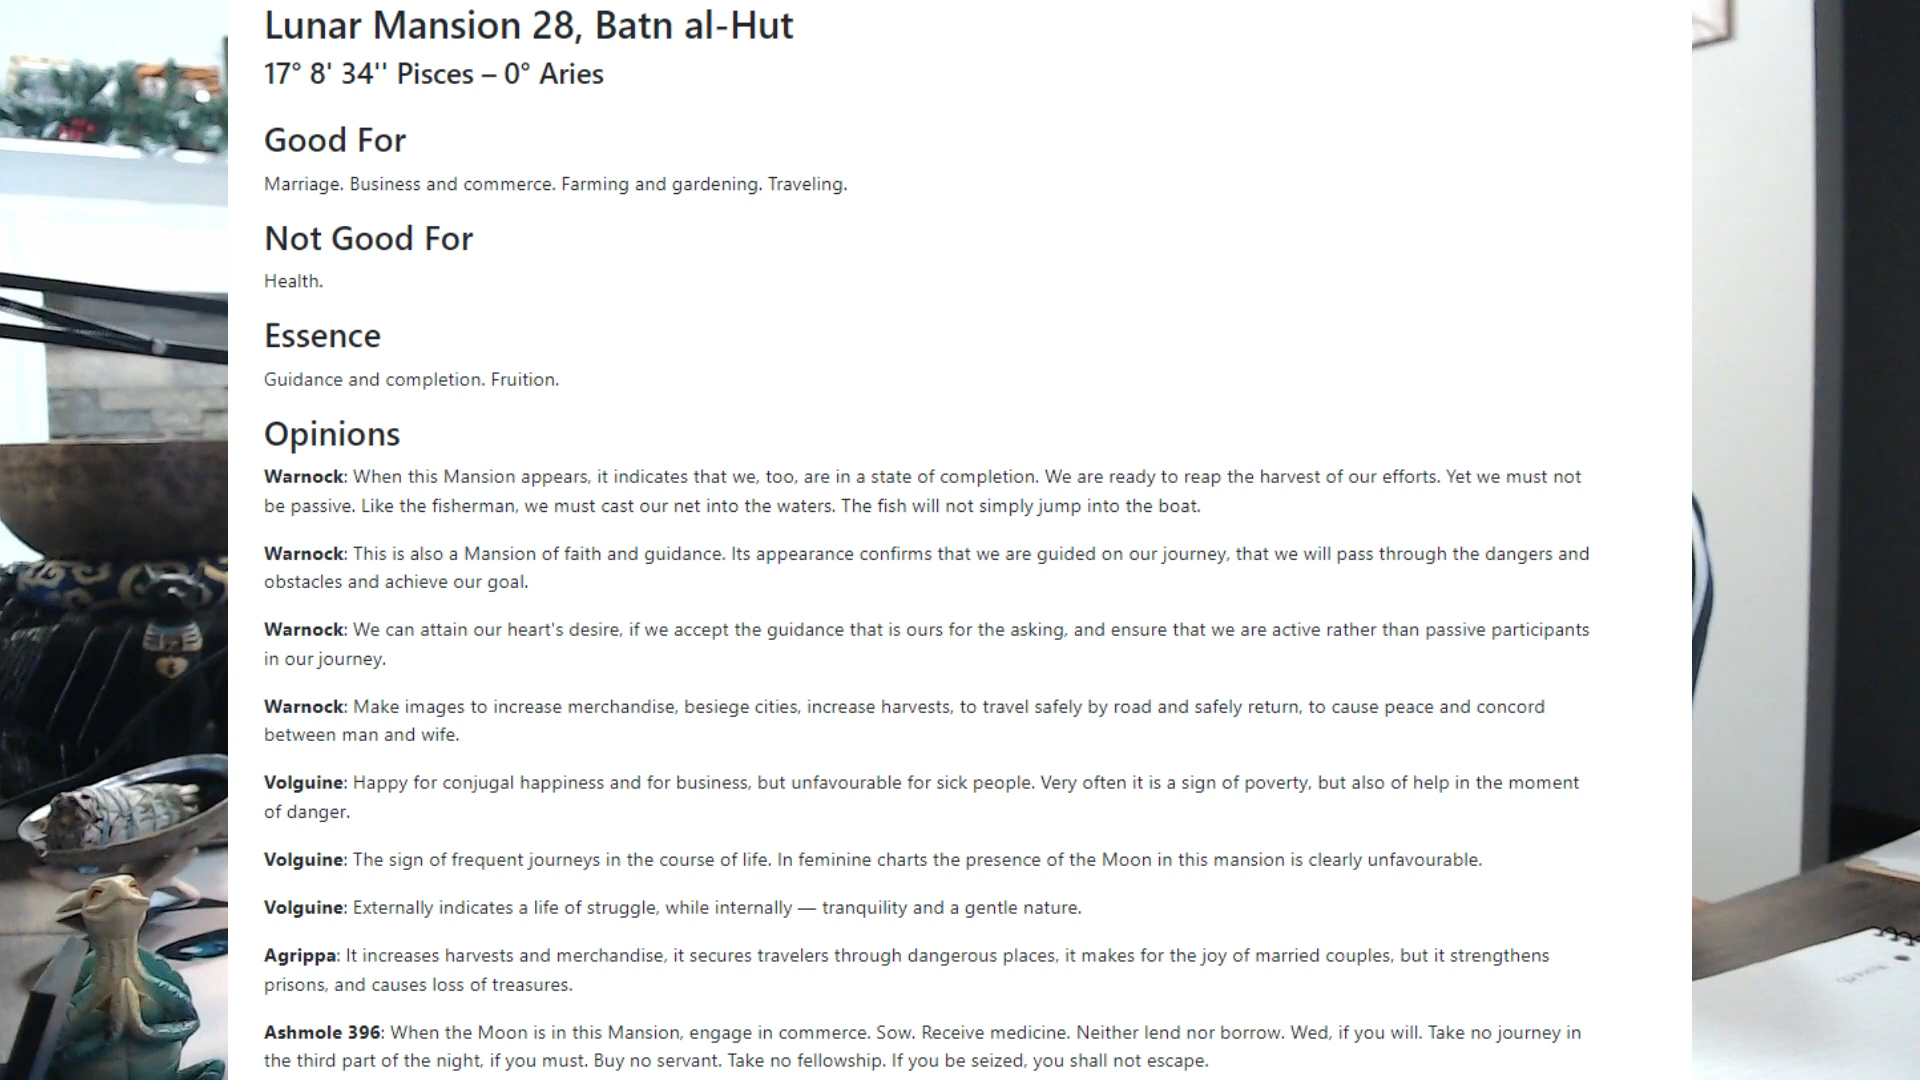 Lunar Mansion 28, Batn al-Hut
17° 8' 34'' Pisces – 0° Aries
Good For
Marriage. Business and commerce. Farming and gardening. Traveling.
Not Good For
Health.
Essence
Guidance and completion. Fruition.
Opinions
Warnock: When this Mansion appears, it indicates that we, too, are in a state of completion. We are ready to reap the harvest of our efforts. Yet we must not
be passive. Like the fisherman, we must cast our net into the waters. The fish will not simply jump into the boat.
Warnock: This is also a Mansion of faith and guidance. Its appearance confirms that we are guided on our journey, that we will pass through the dangers and
obstacles and achieve our goal.
Warnock: We can attain our heart's desire, if we accept the guidance that is ours for the asking, and ensure that we are active rather than passive participants
in our journey.
Warnock: Make images to increase merchandise, besiege cities, increase harvests, to travel safely by road and safely return, to cause peace and concord
between man and wife.
Volguine: Happy for conjugal happiness and for business, but unfavourable for sick people. Very often it is a sign of poverty, but also of help in the moment
of danger.
Volguine: The sign of frequent journeys in the course of life. In feminine charts the presence of the Moon in this mansion is clearly unfavourable.
Volguine: Externally indicates a life of struggle, while internally — tranquility and a gentle nature.
Agrippa: It increases harvests and merchandise, it secures travelers through dangerous places, it makes for the joy of married couples, but it strengthens
prisons, and causes loss of treasures.
Ashmole 396: When the Moon is in this Mansion, engage in commerce. Sow. Receive medicine. Neither lend nor borrow. Wed, if you will. Take no journey in
the third part of the night, if you must. Buy no servant. Take no fellowship. If you be seized, you shall not escape.